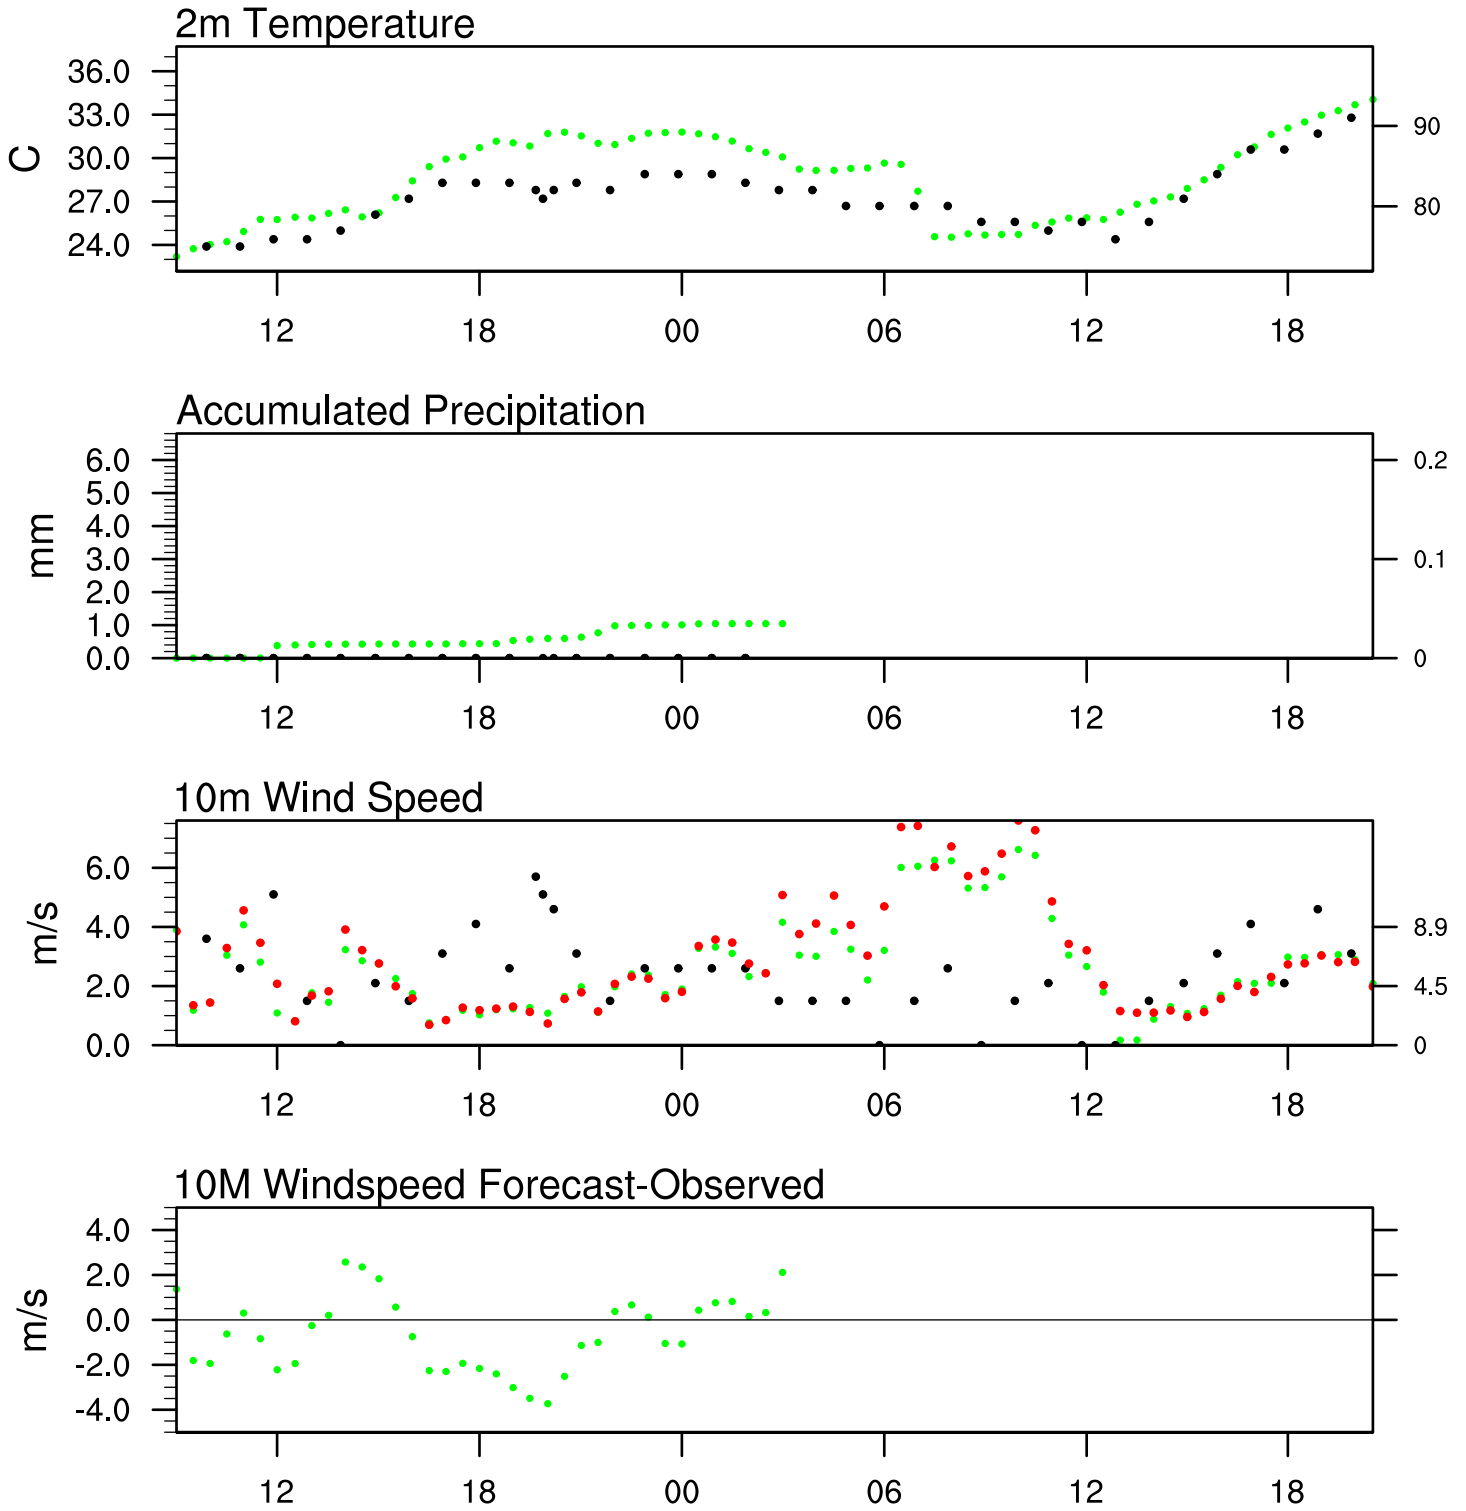 2m Temperature
36.0
33.0
90
30.0
C
27.0
80
24.0
12 18 00 06 12 18
Accumulated Precipitation
6.0
0.2
5.0
4.0
mm
3.0
0.1
2.0
1.0
0.0
0
12 18 00 06 12 18
10m Wind Speed
6.0
m/s
4.0
8.9
2.0
4.5
0.0
0
12 18 00 06 12 18
10M Windspeed Forecast-Observed
4.0
2.0
m/s
0.0
-2.0
-4.0
12 18 00 06 12 18